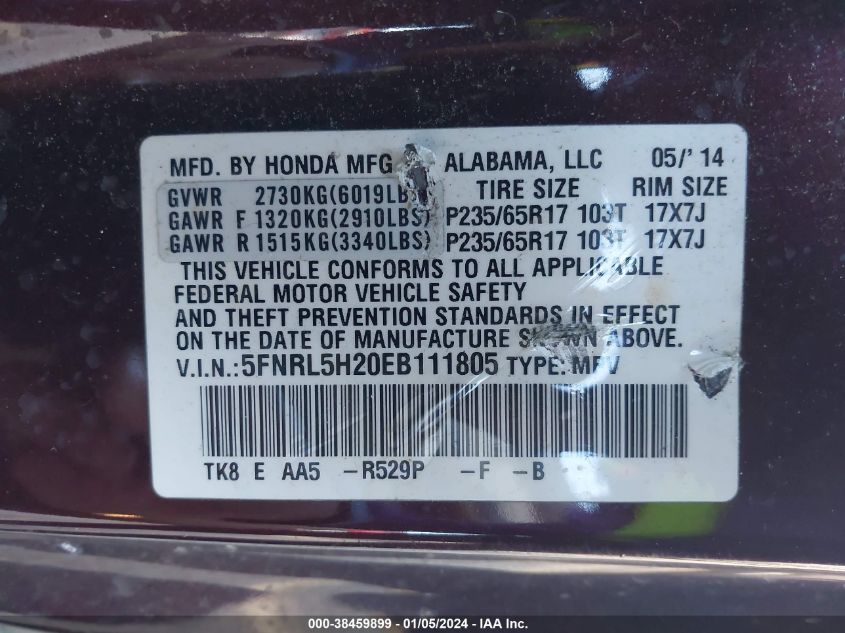 MFD. BY HONDA MFG ALABAMA, LLC 05/' 14
GVWR 2730KG(6019LB TIRE SIZE RIM SIZE
GAWR F 1320KG(2910LBS) P235/65R17 103T 17X7J
GAWR R 1515KG(3340LBS) P235/65R17 103T 17X7J
THIS VEHICLE CONFORMS TO ALL APPLICABLE
FEDERAL MOTOR VEHICLE SAFETY
AND THEFT PREVENTION STANDARDS IN EFFECT
ON THE DATE OF MANUFACTURE SHOWN ABOVE.
V.I.N.: 5FNRL5H20EB111805 TYPE: MPV
TK8 E AA5 -R529P -F -B
000-38459899 - 01/05/2024 - IAA Inc.